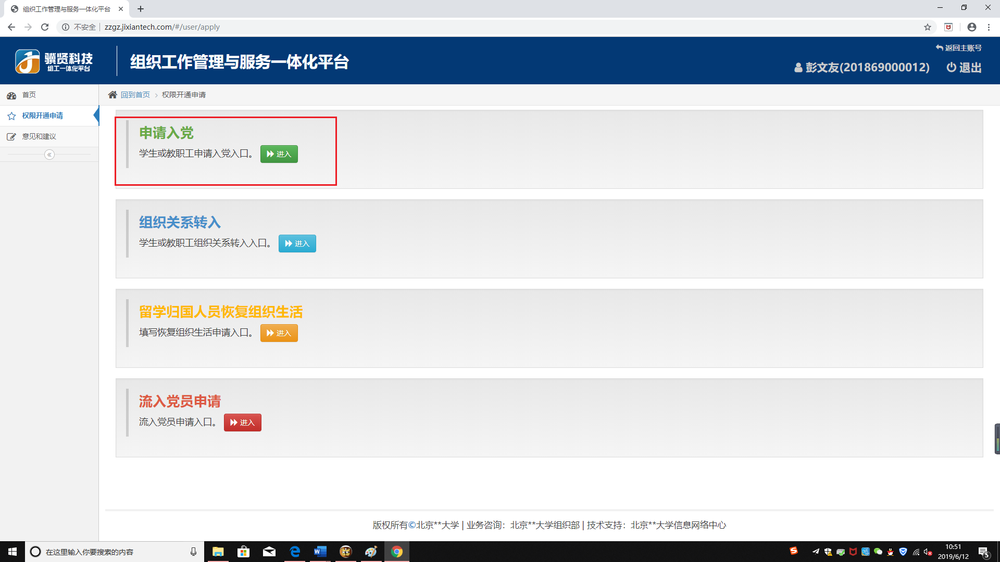 组织工作管理与服务一体化平台
不安全 | zzgz.jixiantech.com/#/user/apply
骥贤科技
组工一体化平台
组织工作管理与服务一体化平台
返回主账号
彭文友(201869000012)
退出
首页
权限开通申请
意见和建议
回到首页 > 权限开通申请
申请入党
学生或教职工申请入党入口。 进入
组织关系转入
学生或教职工组织关系转入入口。 进入
留学归国人员恢复组织生活
填写恢复组织生活申请入口。 进入
流入党员申请
流入党员申请入口。 进入
版权所有©北京**大学 | 业务咨询：北京**大学组织部 | 技术支持：北京**大学信息网络中心
在这里输入你要搜索的内容
10:51
2019/6/12
5